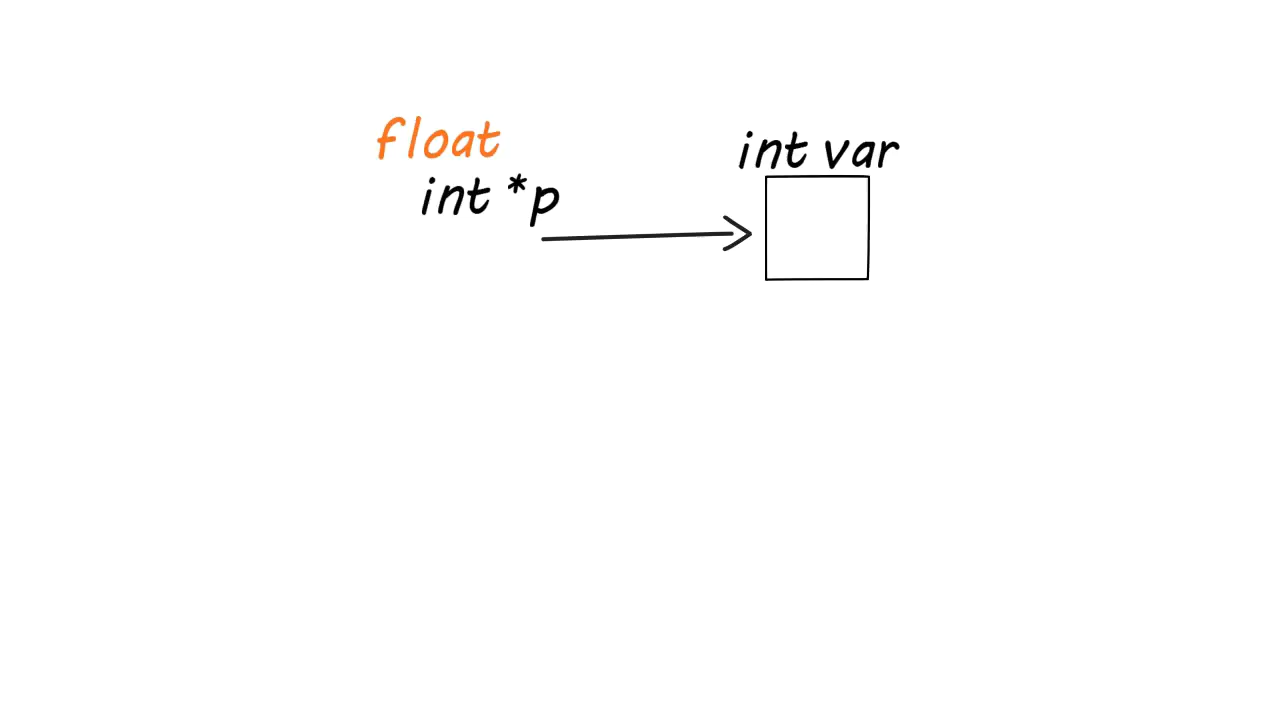 float
int *p
int var